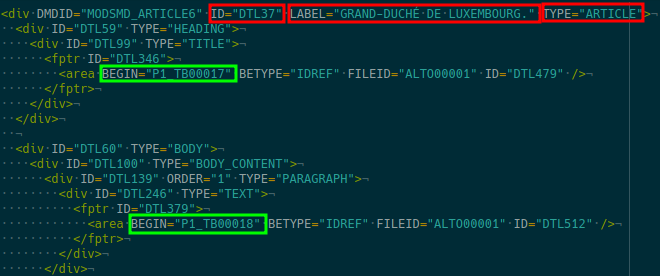 <div DMDID="MODSMD_ARTICLE6" ID="DTL37" LABEL="GRAND-DUCHÉ DE LUXEMBOURG." TYPE="ARTICLE">¬
··<div ID="DTL59" TYPE="HEADING">¬
····<div ID="DTL99" TYPE="TITLE">¬
······<fptr ID="DTL346">¬
········<area BEGIN="P1_TB00017" BETYPE="IDREF" FILEID="ALTO00001" ID="DTL479" />¬
······</fptr>¬
····</div>¬
··</div>¬
··¬
··<div ID="DTL60" TYPE="BODY">¬
····<div ID="DTL100" TYPE="BODY_CONTENT">¬
······<div ID="DTL139" ORDER="1" TYPE="PARAGRAPH">¬
········<div ID="DTL246" TYPE="TEXT">¬
··········<fptr ID="DTL379">¬
············<area BEGIN="P1_TB00018" BETYPE="IDREF" FILEID="ALTO00001" ID="DTL512" />¬
··········</fptr>¬
········</div>¬
······</div>¬